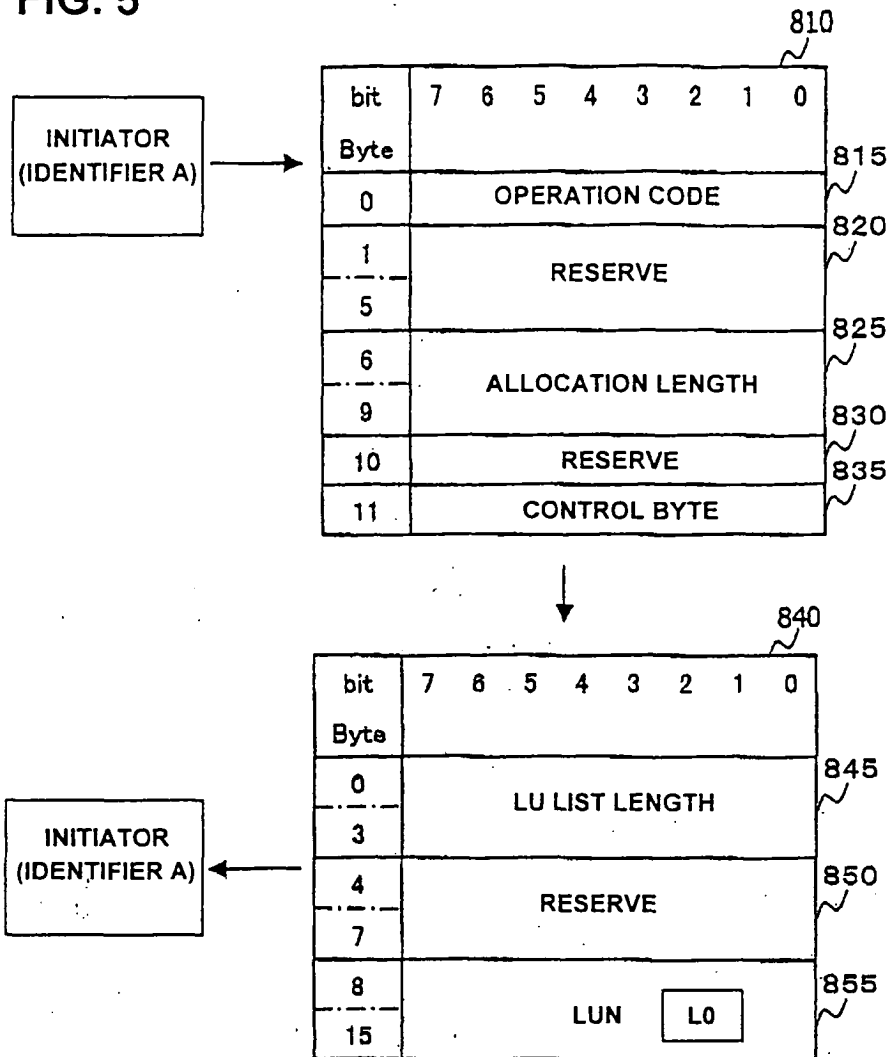 FIG. 5
810
INITIATOR
(IDENTIFIER A)
bit 7 6 5 4 3 2 1 0
Byte
815
0 OPERATION CODE
820
1
RESERVE
5
825
6
ALLOCATION LENGTH
9
830
10 RESERVE
835
11 CONTROL BYTE
840
bit 7 6 5 4 3 2 1 0
Byte
845
0
LU LIST LENGTH
3
INITIATOR
(IDENTIFIER A)
850
4
RESERVE
7
855
8
LUN L0
15